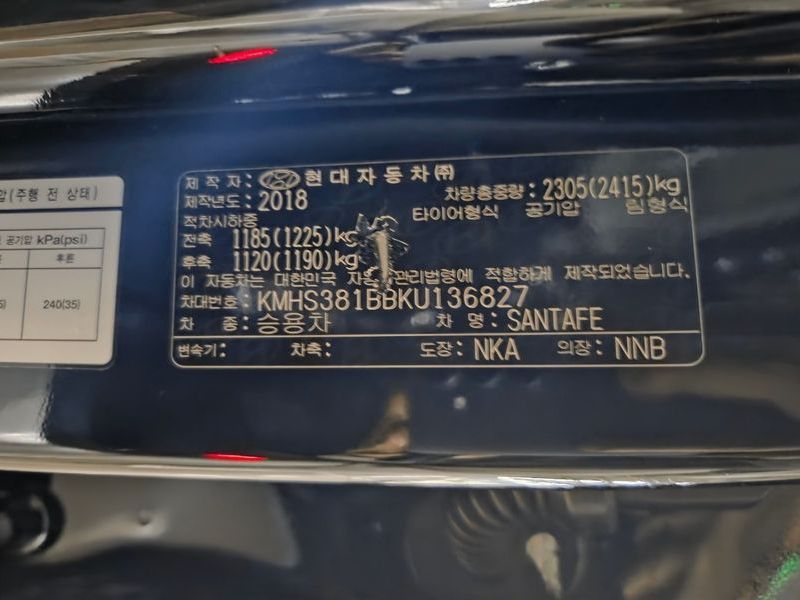 압(주행 전 상태)
공기압 kPa(psi)
후륜
240(35)
제 작 자: 현대자동차㈜
제작년도: 2018 차량총중량: 2305(2415)kg
적차시하중 타이어형식 공기압 림형식
전축 1185(1225)kg
후축 1120(1190)kg
이 자동차는 대한민국 자동 관리법령에 적합하게 제작되었습니다.
차대번호: KMHS381BBKU136827
차 종: 승용차 차 명: SANTAFE
변속기: 차축: 도장: NKA 의장: NNB